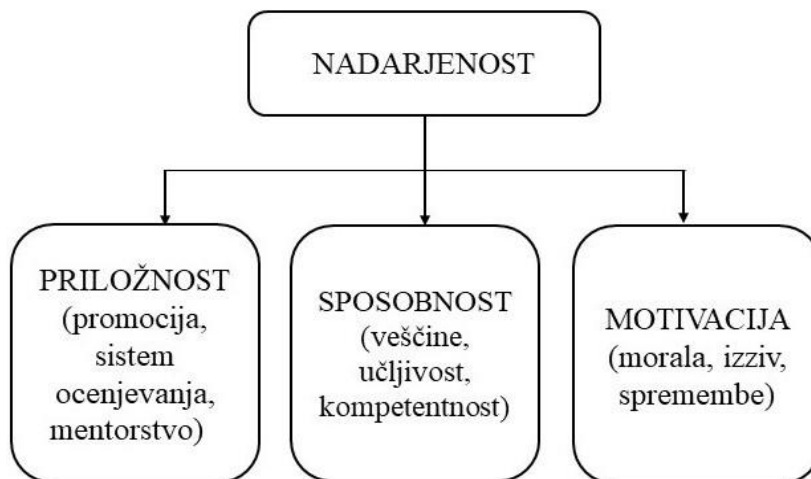 NADARJENOST
PRILOŽNOST
(promocija,
sistem
ocenjevanja,
mentorstvo)
SPOSOBNOST
(veščine,
učljivost,
kompetentnost)
MOTIVACIJA
(morala, izziv,
spremembe)